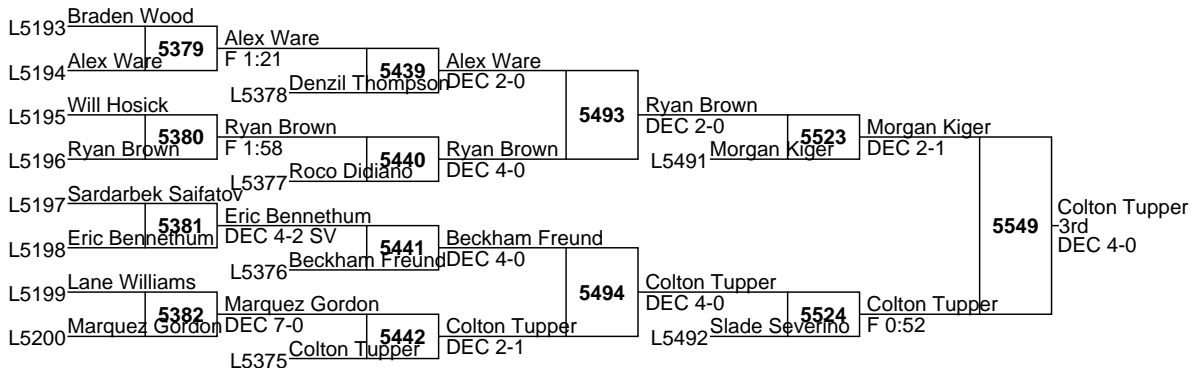 L5193 Braden Wood
5379
L5194 Alex Ware
Alex Ware
F 1:21
5439
L5378 Denzil Thompson
Alex Ware
DEC 2-0
L5195 Will Hosick
5380
L5196 Ryan Brown
Ryan Brown
F 1:58
5440
L5377 Roco Didiano
Ryan Brown
DEC 4-0
5493
Ryan Brown
DEC 2-0
5523
L5491 Morgan Kiger
Morgan Kiger
DEC 2-1
L5197 Sardarbek Saifatov
5381
L5198 Eric Bennethum
Eric Bennethum
DEC 4-2 SV
5441
L5376 Beckham Freund
Beckham Freund
DEC 4-0
L5199 Lane Williams
5382
L5200 Marquez Gordon
Marquez Gordon
DEC 7-0
5442
L5375 Colton Tupper
Colton Tupper
DEC 2-1
5494
Colton Tupper
DEC 4-0
5524
L5492 Slade Severino
Colton Tupper
F 0:52
5549
Colton Tupper
3rd
DEC 4-0